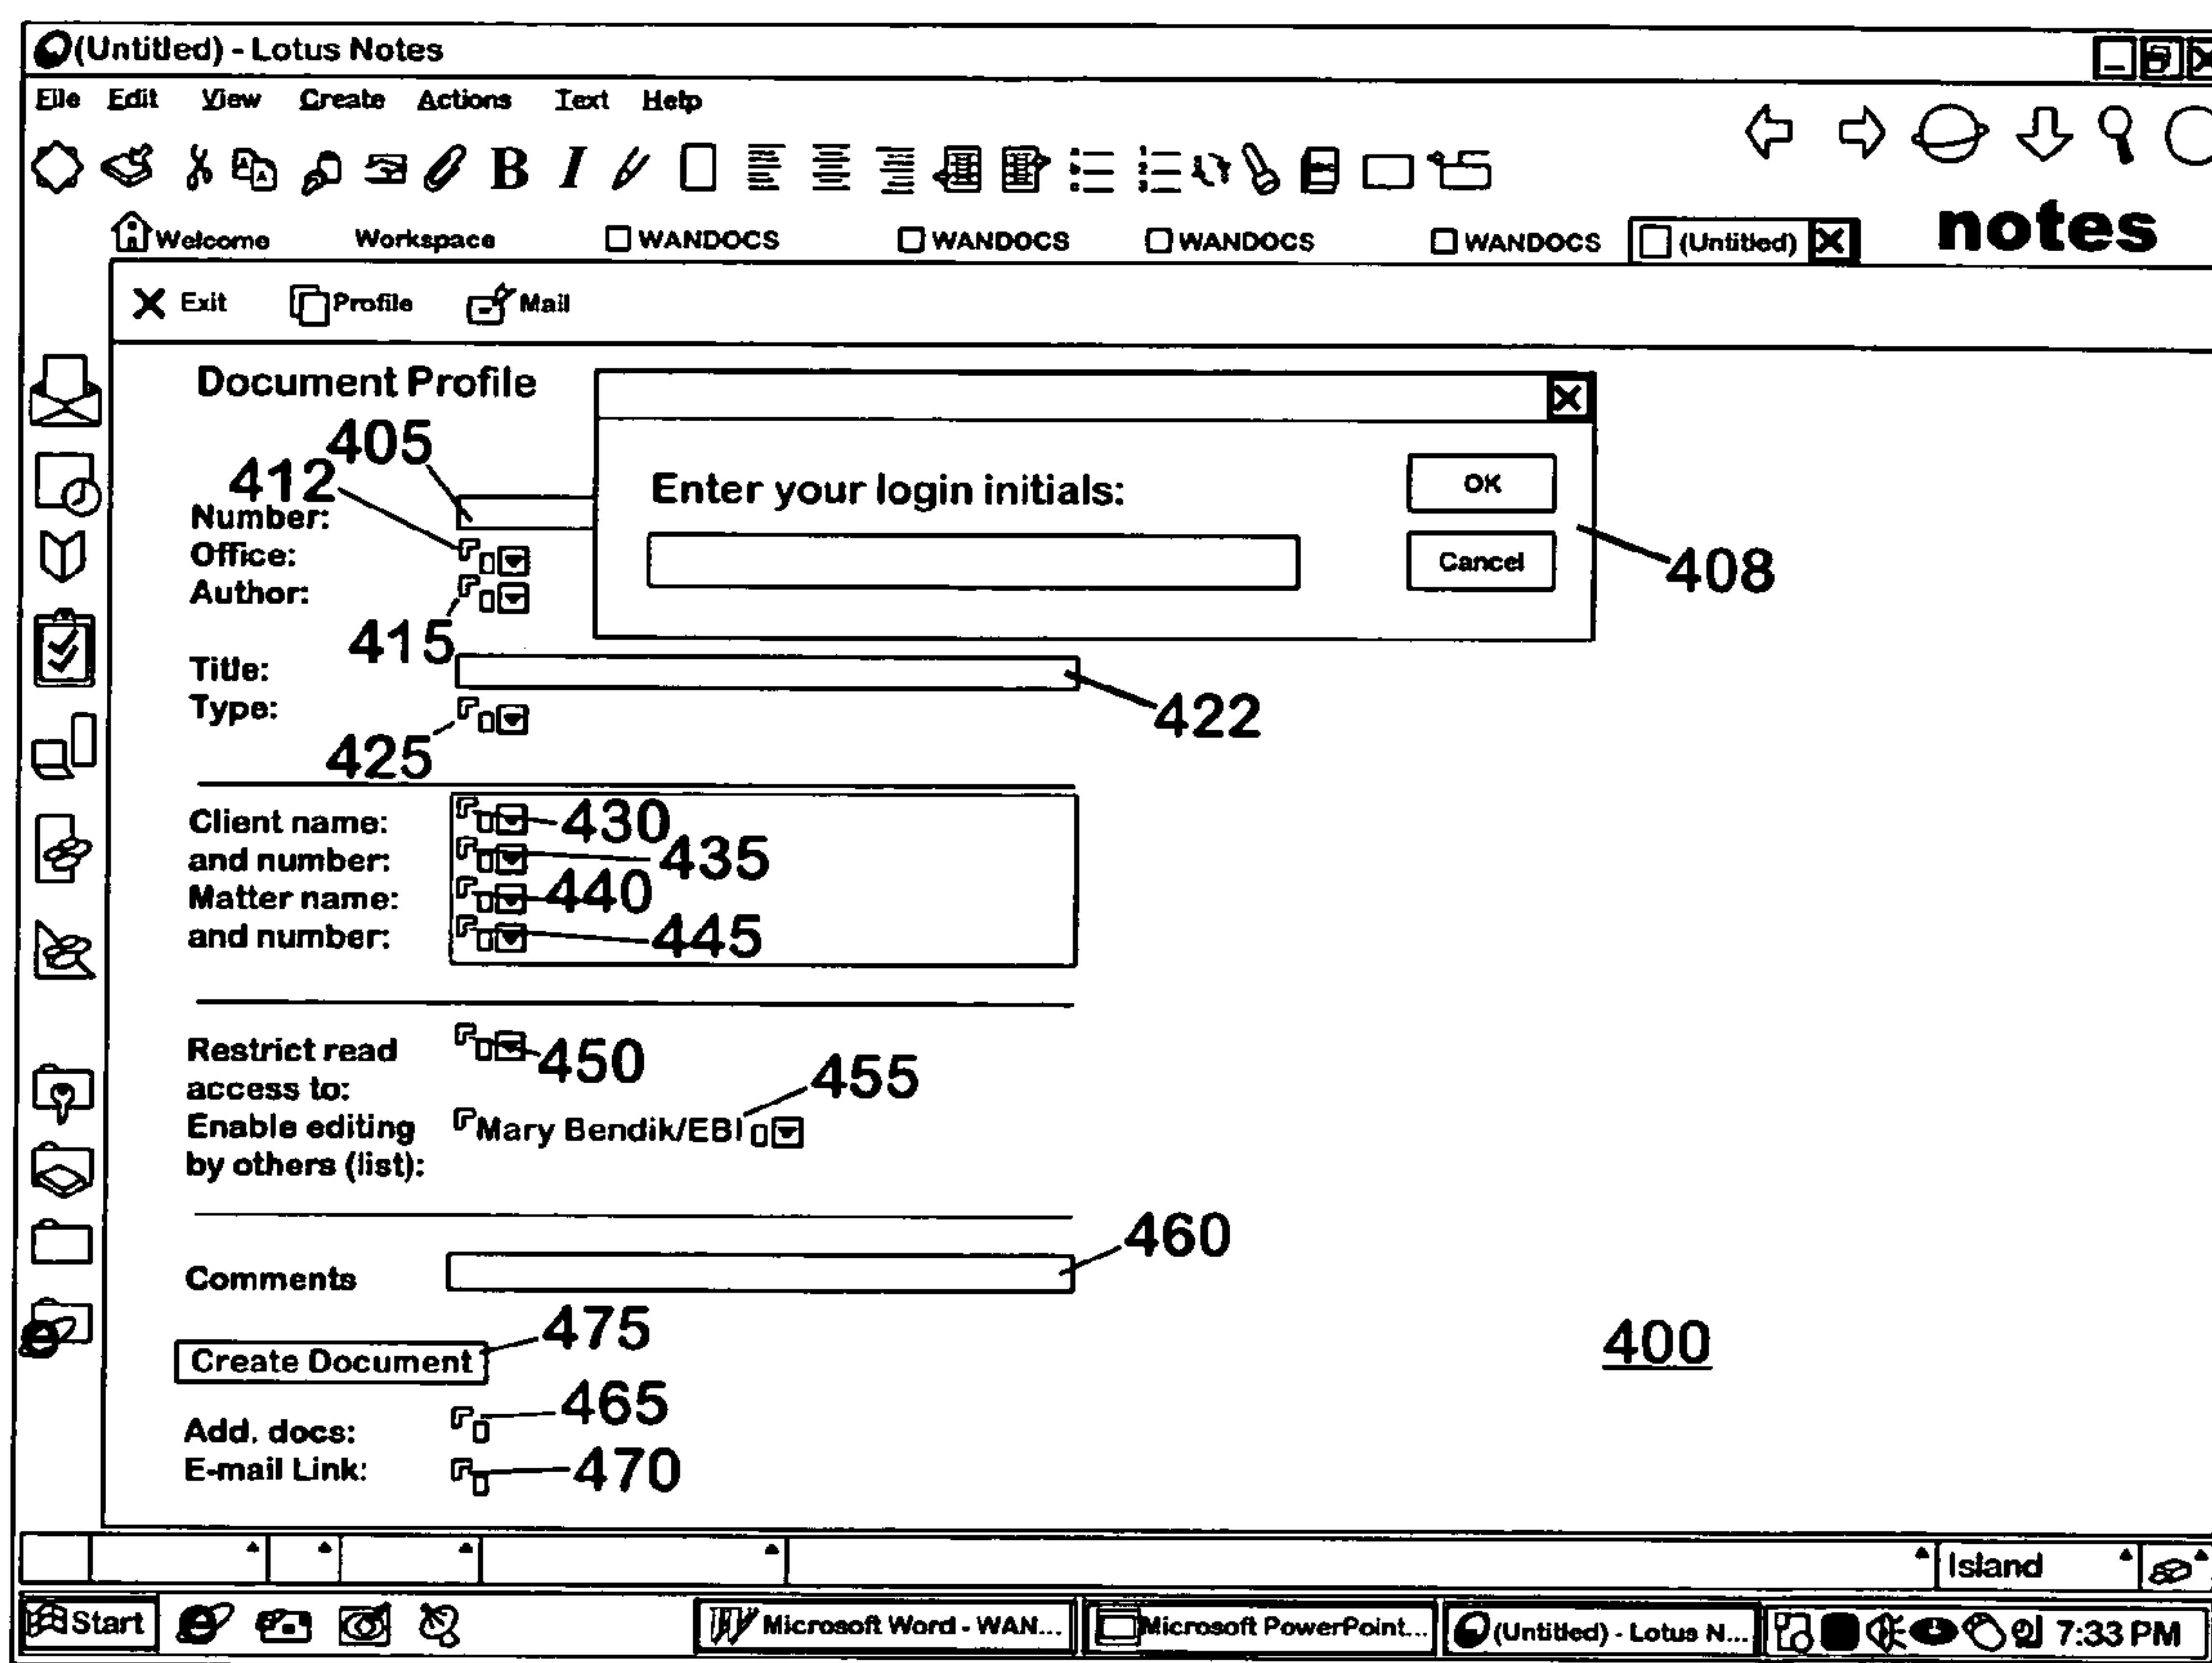 (Untitled) - Lotus Notes
File Edit View Create Actions Text Help
B I
notes
Welcome Workspace WANDOCS WANDOCS WANDOCS WANDOCS (Untitled)
Exit Profile Mail
Document Profile
405
412
Enter your login initials:
OK
Number:
Office:
Cancel
408
Author:
415
Title:
422
Type:
425
Client name: 430
and number: 435
Matter name: 440
and number: 445
Restrict read 450
access to:
455
Enable editing Mary Bendik/EBI
by others (list):
460
Comments
475
Create Document
400
Add. docs: 465
E-mail Link: 470
Island
Start Microsoft Word - WAN... Microsoft PowerPoint... (Untitled) - Lotus N... 7:33 PM